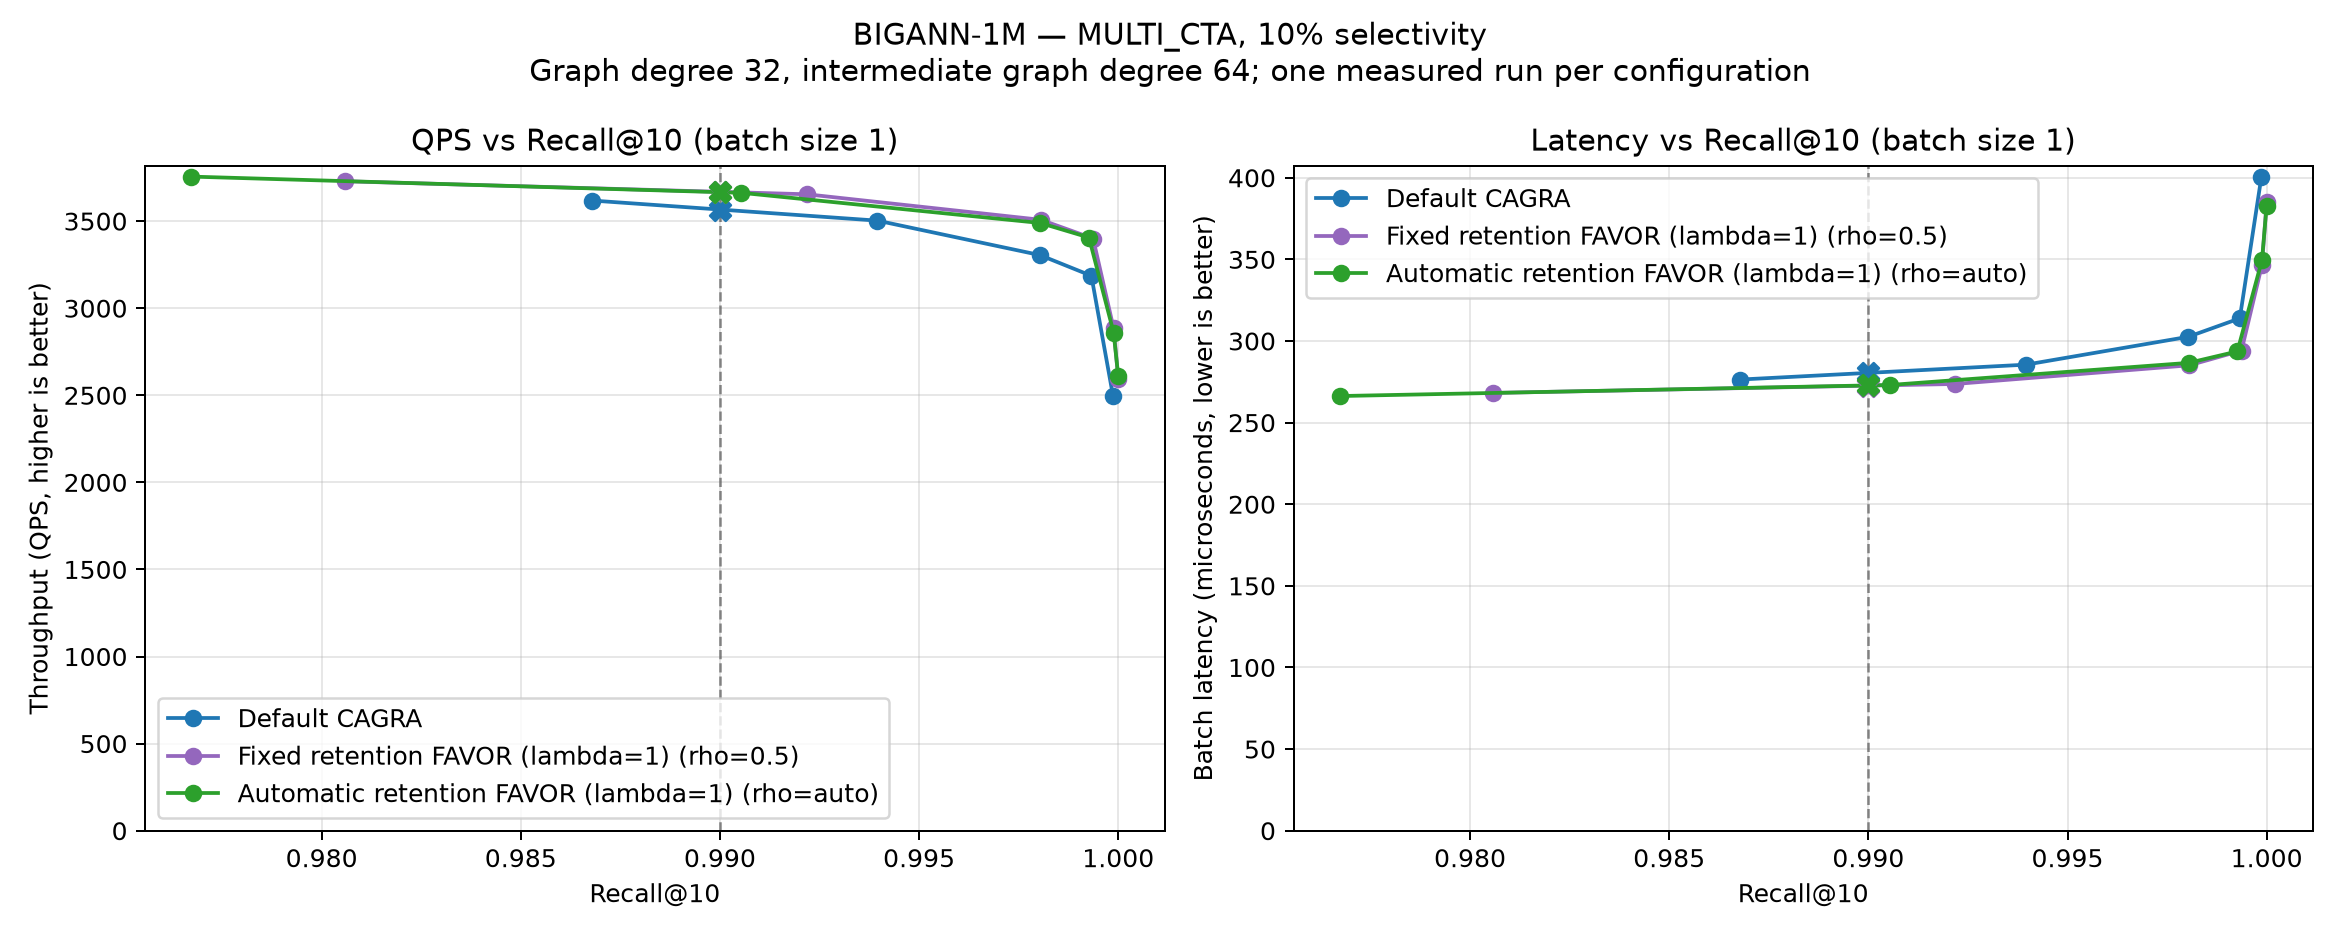 BIGANN-1M — MULTI_CTA, 10% selectivity
Graph degree 32, intermediate graph degree 64; one measured run per configuration
QPS vs Recall@10 (batch size 1)
Throughput (QPS, higher is better)
3500
3000
2500
2000
1500
1000
500
0
Default CAGRA
Fixed retention FAVOR (lambda=1) (rho=0.5)
Automatic retention FAVOR (lambda=1) (rho=auto)
0.980 0.985 0.990 0.995 1.000
Recall@10
Latency vs Recall@10 (batch size 1)
Batch latency (microseconds, lower is better)
400
350
300
250
200
150
100
50
0
Default CAGRA
Fixed retention FAVOR (lambda=1) (rho=0.5)
Automatic retention FAVOR (lambda=1) (rho=auto)
0.980 0.985 0.990 0.995 1.000
Recall@10